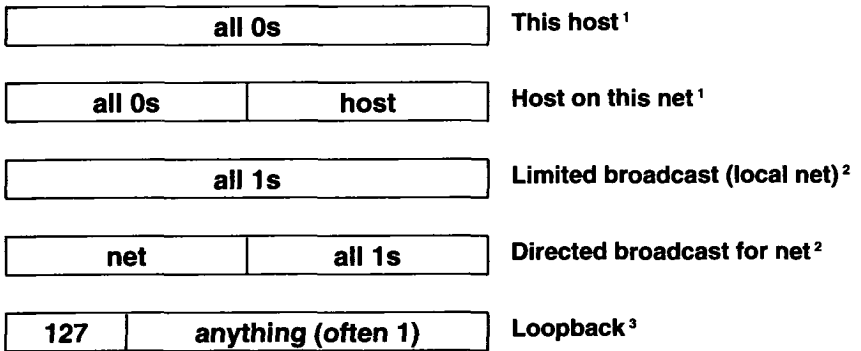 all 0s This host ¹
all 0s host Host on this net ¹
all 1s Limited broadcast (local net) ²
net all 1s Directed broadcast for net ²
127 anything (often 1) Loopback ³